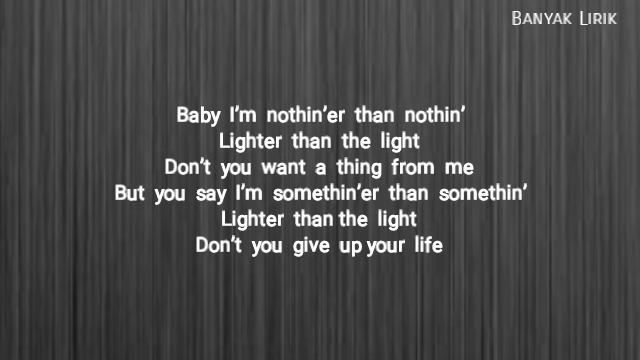 BANYAK LIRIK
Baby I'm nothin'er than nothin'
Lighter than the light
Don't you want a thing from me
But you say I'm somethin'er than somethin'
Lighter than the light
Don't you give up your life